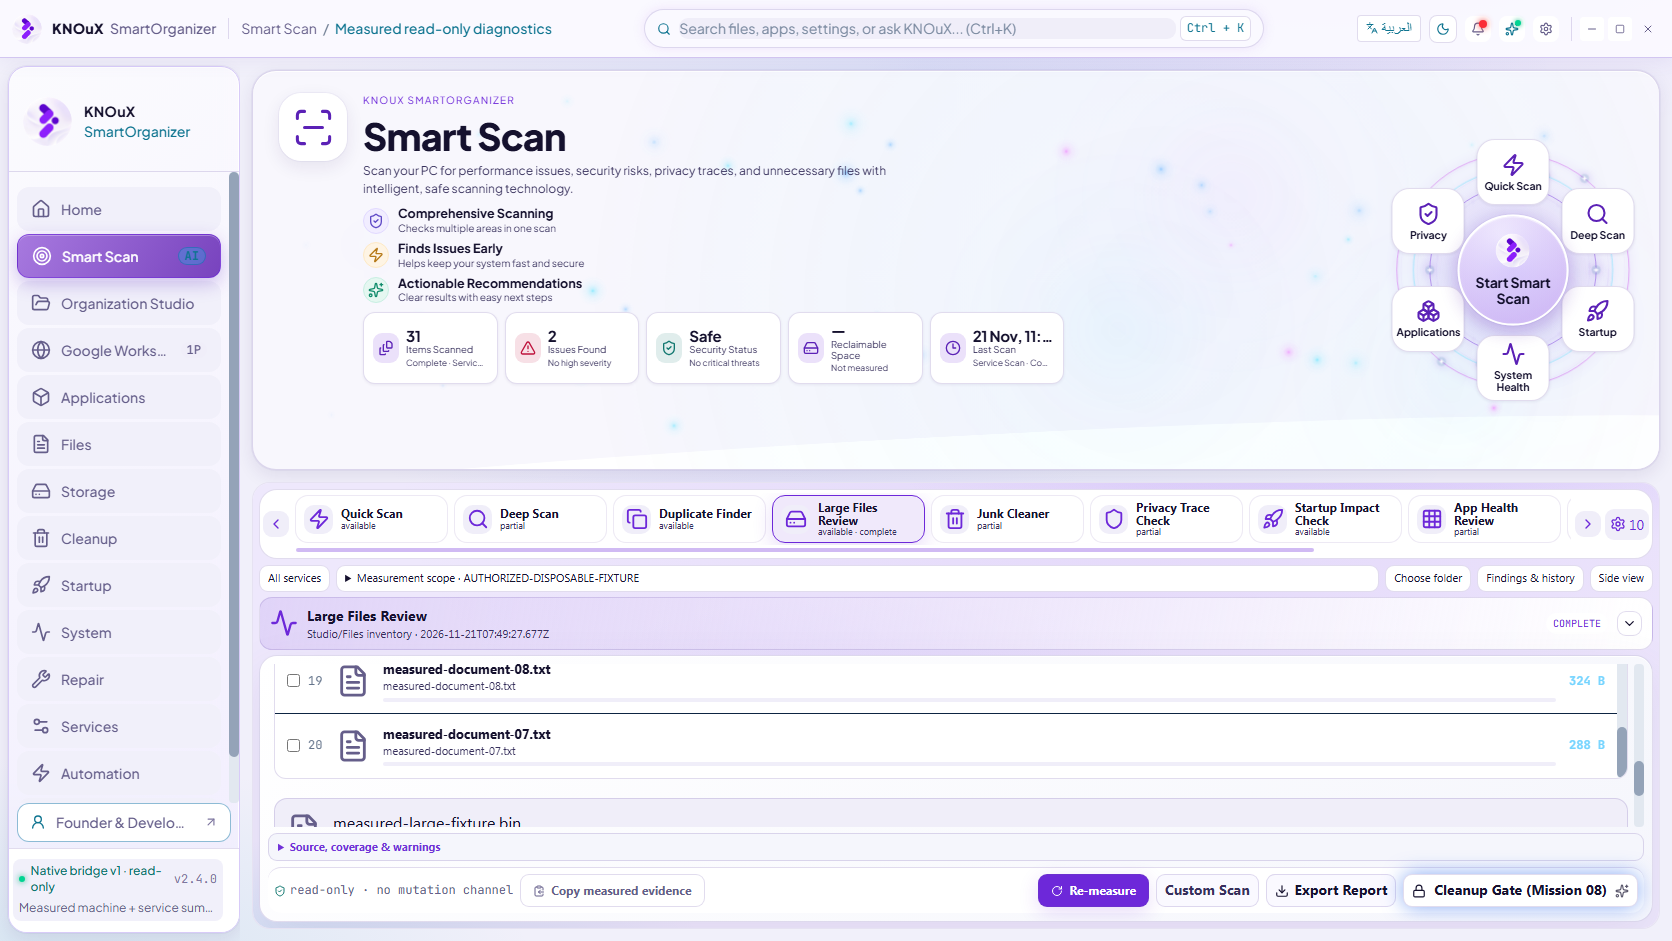 KNOuX SmartOrganizer
Smart Scan / Measured read-only diagnostics
Search files, apps, settings, or ask KNOuX... (Ctrl+K)
Ctrl + K
العربية
KNOuX
SmartOrganizer
Home
Smart Scan AI
Organization Studio
Google Works... 1P
Applications
Files
Storage
Cleanup
Startup
System
Repair
Services
Automation
Founder & Develo...
Native bridge v1 · read-only
v2.4.0
Measured machine + service sum...
KNOUX SMARTORGANIZER
Smart Scan
Scan your PC for performance issues, security risks, privacy traces, and unnecessary files with
intelligent, safe scanning technology.
Comprehensive Scanning
Checks multiple areas in one scan
Finds Issues Early
Helps keep your system fast and secure
Actionable Recommendations
Clear results with easy next steps
31
Items Scanned
Complete · Servic...
2
Issues Found
No high severity
Safe
Security Status
No critical threats
—
Reclaimable
Space
Not measured
21 Nov, 11:...
Last Scan
Service Scan · Co...
Quick Scan
Privacy
Deep Scan
Start Smart
Scan
Applications
Startup
System
Health
Quick Scan
available
Deep Scan
partial
Duplicate Finder
available
Large Files
Review
available · complete
Junk Cleaner
partial
Privacy Trace
Check
partial
Startup Impact
Check
available
App Health
Review
partial
10
All services
Measurement scope · AUTHORIZED-DISPOSABLE-FIXTURE
Choose folder
Findings & history
Side view
Large Files Review
Studio/Files inventory · 2026-11-21T07:49:27.677Z
COMPLETE
19
measured-document-08.txt
measured-document-08.txt
324 B
20
measured-document-07.txt
measured-document-07.txt
288 B
measured-large-fixture.bin
Source, coverage & warnings
read-only · no mutation channel
Copy measured evidence
Re-measure
Custom Scan
Export Report
Cleanup Gate (Mission 08)